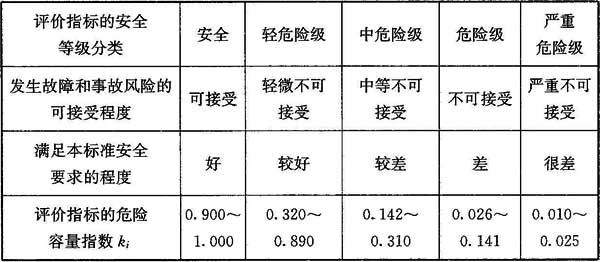 评价指标的安全
等级分类
安全
轻危险级
中危险级
危险级
严重
危险级
发生故障和事故风险的
可接受程度
可接受
轻微不可
接受
中等不可
接受
不可接受
严重不可
接受
满足本标准安全
要求的程度
好
较好
较差
差
很差
评价指标的危险
容量指数 ki
0.900～
1.000
0.320～
0.890
0.142～
0.310
0.026～
0.141
0.010～
0.025